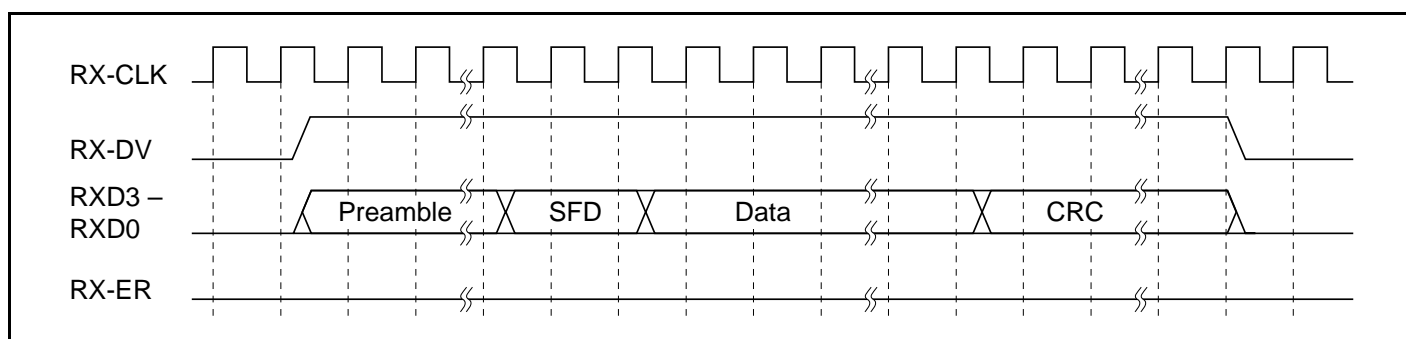 RX-CLK
RX-DV
RXD3 –
RXD0
Preamble SFD Data CRC
RX-ER